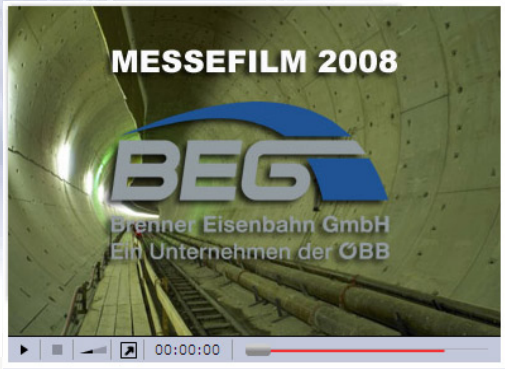 MESSEFILM 2008
BEG
Brenner Eisenbahn GmbH
Ein Unternehmen der ÖBB
00:00:00